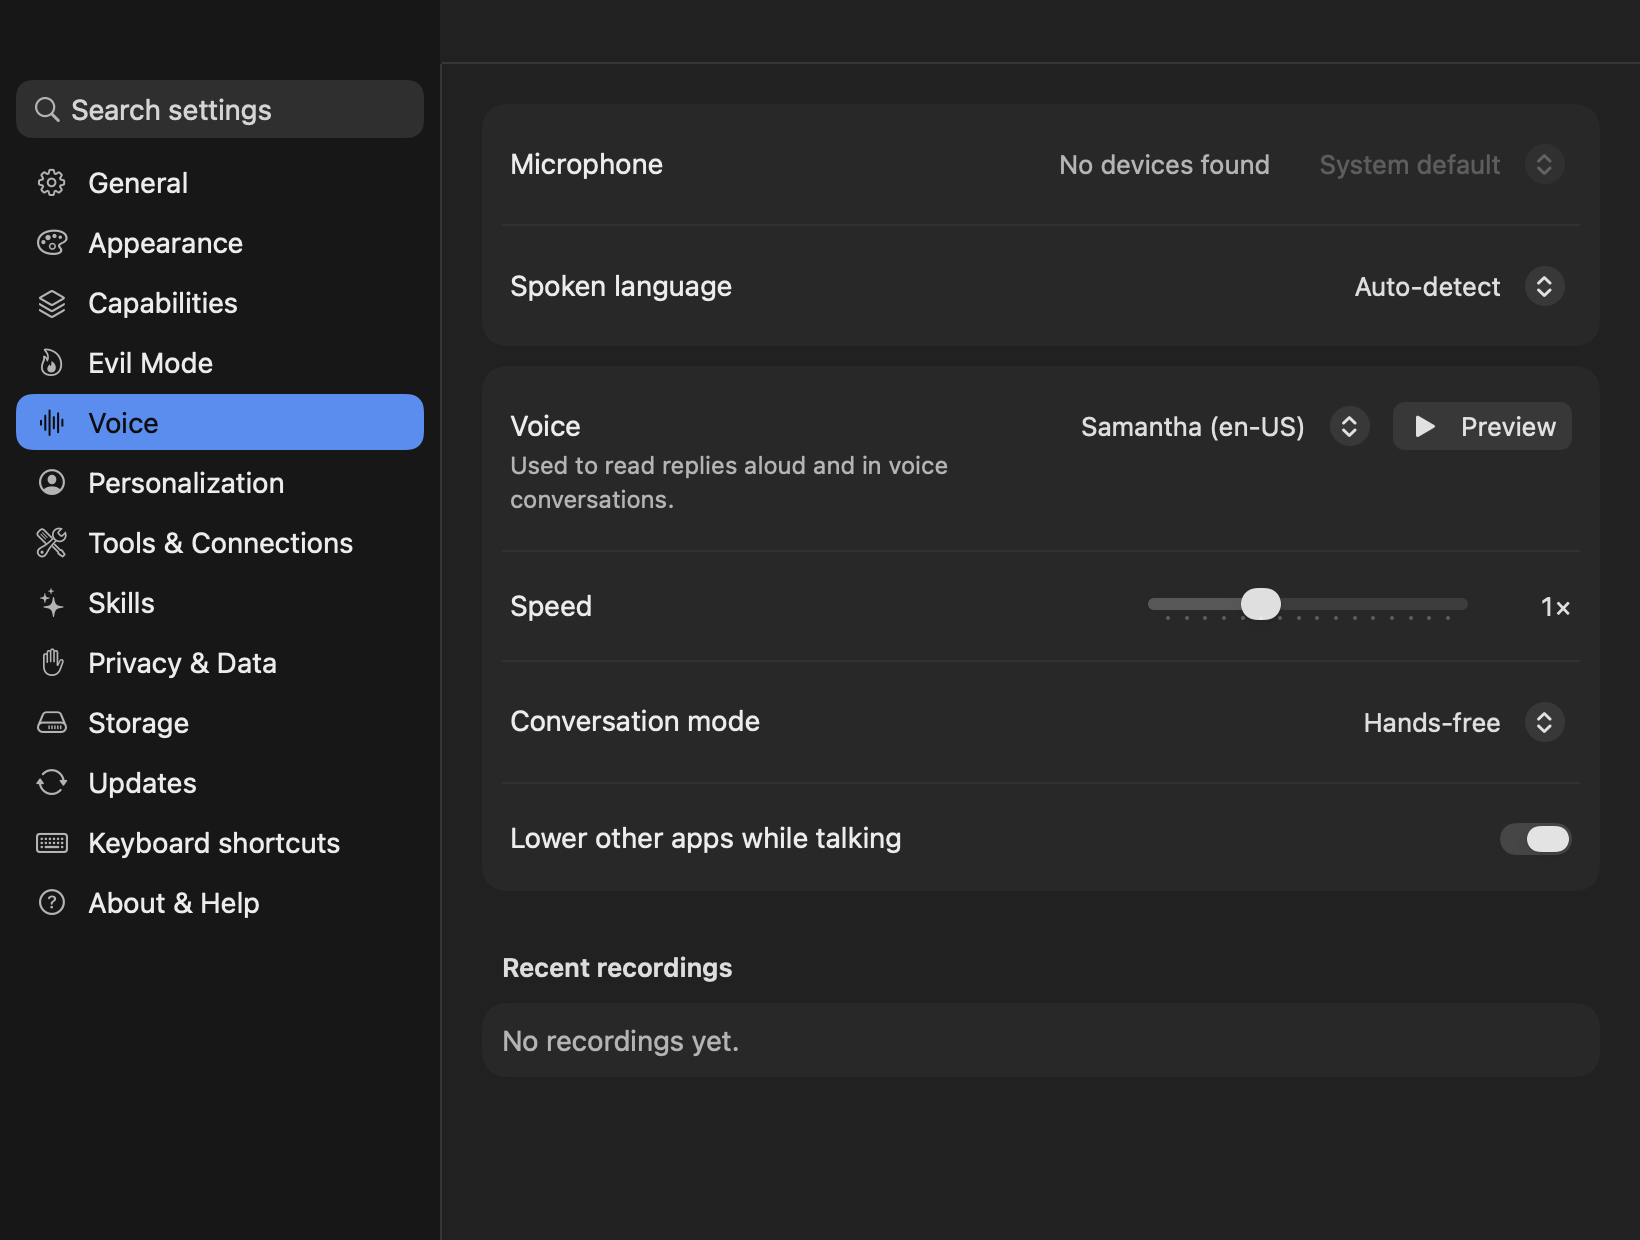 Search settings
General
Appearance
Capabilities
Evil Mode
Voice
Personalization
Tools & Connections
Skills
Privacy & Data
Storage
Updates
Keyboard shortcuts
About & Help
Microphone No devices found System default
Spoken language Auto-detect
Voice Samantha (en-US) Preview
Used to read replies aloud and in voice
conversations.
Speed 1×
Conversation mode Hands-free
Lower other apps while talking
Recent recordings
No recordings yet.